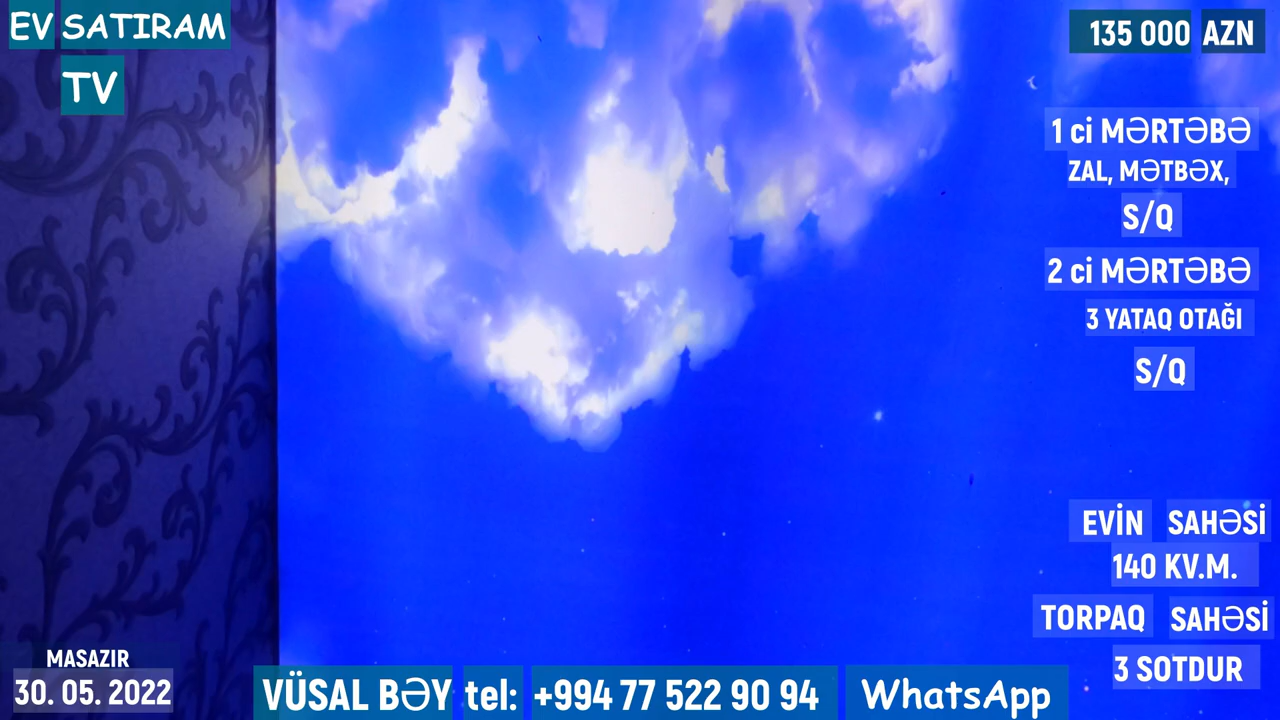 EV SATIRAM
TV
135 000 AZN
1 ci MƏRTƏBƏ
ZAL, MƏTBƏX,
S/Q
2 ci MƏRTƏBƏ
3 YATAQ OTAĞI
S/Q
EVİN SAHƏSİ
140 KV.M.
TORPAQ SAHƏSİ
3 SOTDUR
MASAZIR
30. 05. 2022
VÜSAL BƏY tel: +994 77 522 90 94 WhatsApp